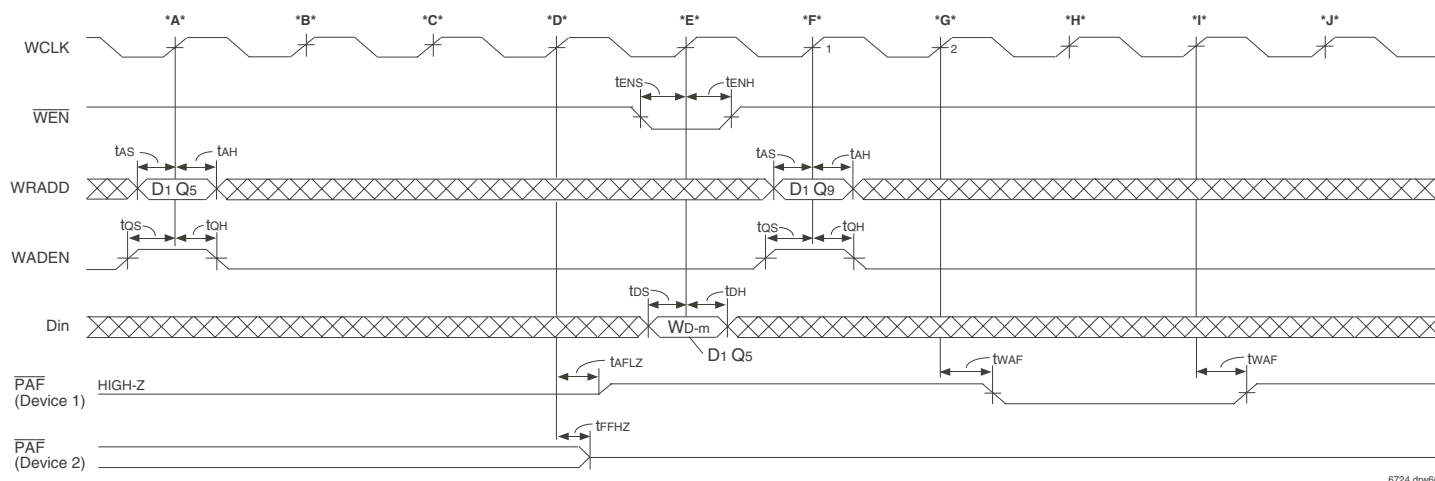 *A* *B* *C* *D* *E* *F* *G* *H* *I* *J*
WCLK 1 2
tENS tENH
WEN
tAS tAH tAS tAH
WRADD D1 Q5 D1 Q9
tQS tQH tQS tQH
WADEN
tDS tDH
Din WD-m
D1 Q5
tAFLZ tWAF tWAF
PAF HIGH-Z
(Device 1)
tFFHZ
PAF
(Device 2)